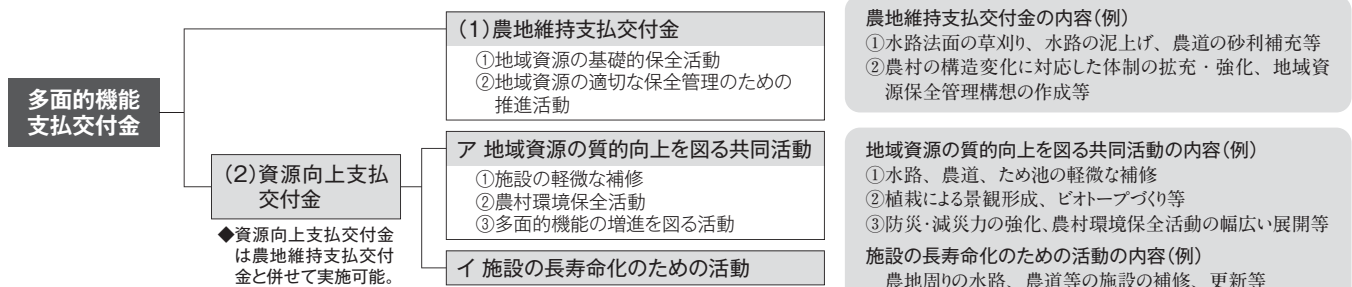 多面的機能
支払交付金
(1)農地維持支払交付金
①地域資源の基礎的保全活動
②地域資源の適切な保全管理のための
推進活動
(2)資源向上支払
交付金
◆資源向上支払交付金
は農地維持支払交付
金と併せて実施可能。
ア 地域資源の質的向上を図る共同活動
①施設の軽微な補修
②農村環境保全活動
③多面的機能の増進を図る活動
イ 施設の長寿命化のための活動
農地維持支払交付金の内容(例)
①水路法面の草刈り、水路の泥上げ、農道の砂利補充等
②農村の構造変化に対応した体制の拡充・強化、地域資
源保全管理構想の作成等
地域資源の質的向上を図る共同活動の内容(例)
①水路、農道、ため池の軽微な補修
②植栽による景観形成、ビオトープづくり等
③防災・減災力の強化、農村環境保全活動の幅広い展開等
施設の長寿命化のための活動の内容(例)
農地周りの水路、農道等の施設の補修、更新等